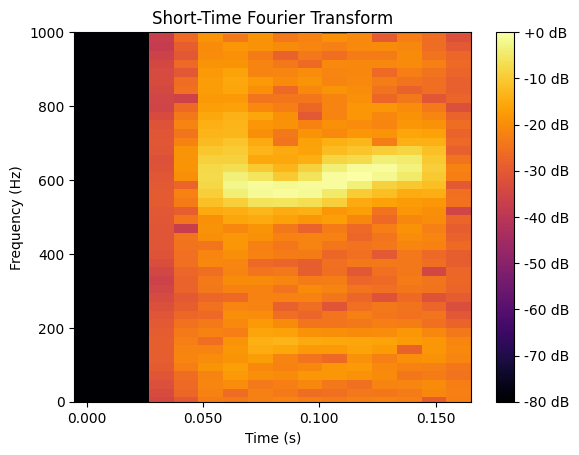 Short-Time Fourier Transform
1000
800
600
400
200
0
Frequency (Hz)
0.000
0.050
0.100
0.150
Time (s)
+0 dB
-10 dB
-20 dB
-30 dB
-40 dB
-50 dB
-60 dB
-70 dB
-80 dB